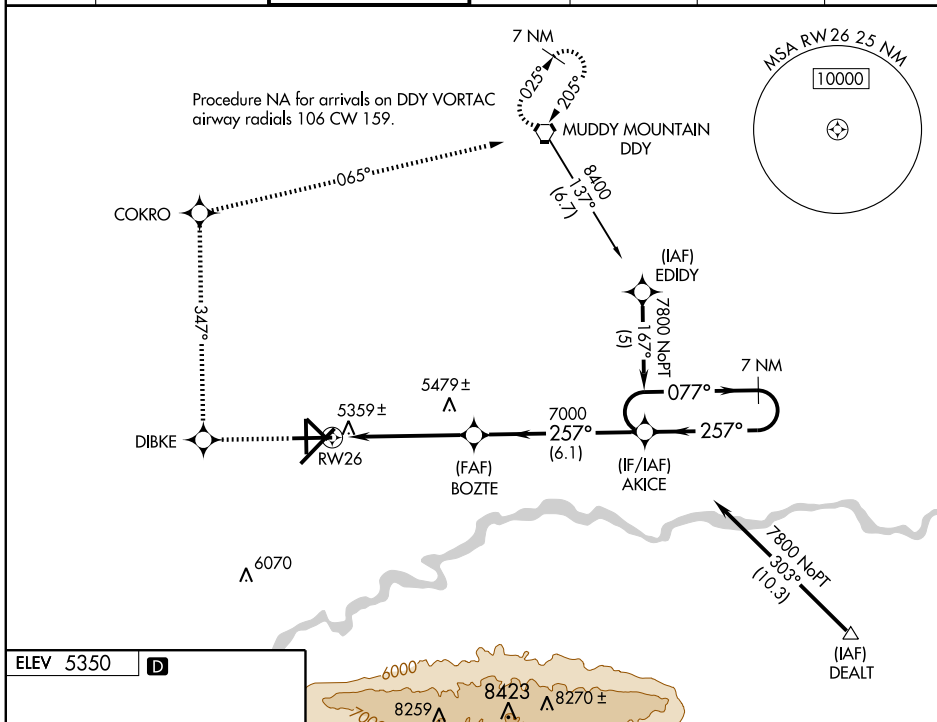 MSA RW 26 25 NM
10000
7 NM
025°
205°
Procedure NA for arrivals on DDY VORTAC
airway radials 106 CW 159.
MUDDY MOUNTAIN
DDY
065°
8400
137°
(6.7)
COKRO
(IAF)
EDIDY
7800 NoPT
167°
(5)
347°
7 NM
077°
5479 ±
5359 ±
7000
257°
(6.1)
257°
DIBKE
RW26
(FAF)
BOZTE
(IF/IAF)
AKICE
7800 NoPT
303°
(10.3)
6070
(IAF)
DEALT
ELEV 5350
D
6000
7000
8259
8423
8270 ±